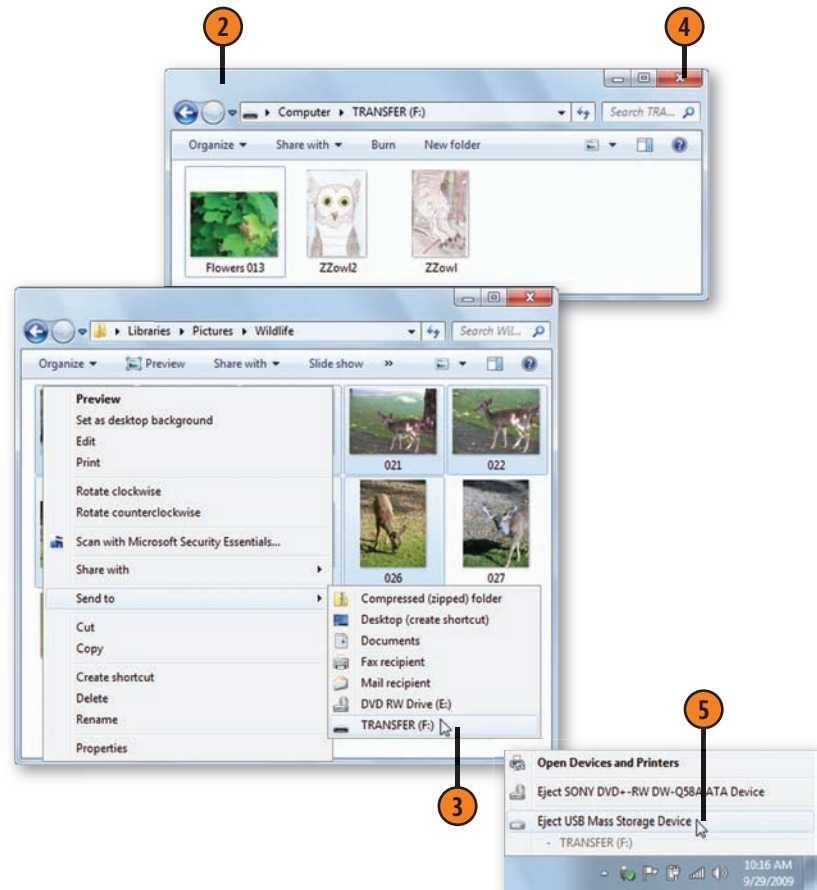 2
4
Computer ▸ TRANSFER (F:)
Search TRA...
Organize Share with Burn New folder
Flowers 013 ZZowl2 ZZowl
Libraries ▸ Pictures ▸ Wildlife
Search Wil...
Organize Preview Share with Slide show »
Preview
Set as desktop background
Edit
Print
Rotate clockwise
Rotate counterclockwise
Scan with Microsoft Security Essentials...
Share with
Send to
Cut
Copy
Create shortcut
Delete
Rename
Properties
021 022
026 027
Compressed (zipped) folder
Desktop (create shortcut)
Documents
Fax recipient
Mail recipient
DVD RW Drive (E:)
TRANSFER (F:)
3
5
Open Devices and Printers
Eject SONY DVD+-RW DW-Q58A ATA Device
Eject USB Mass Storage Device
- TRANSFER (F:)
10:16 AM
9/29/2009